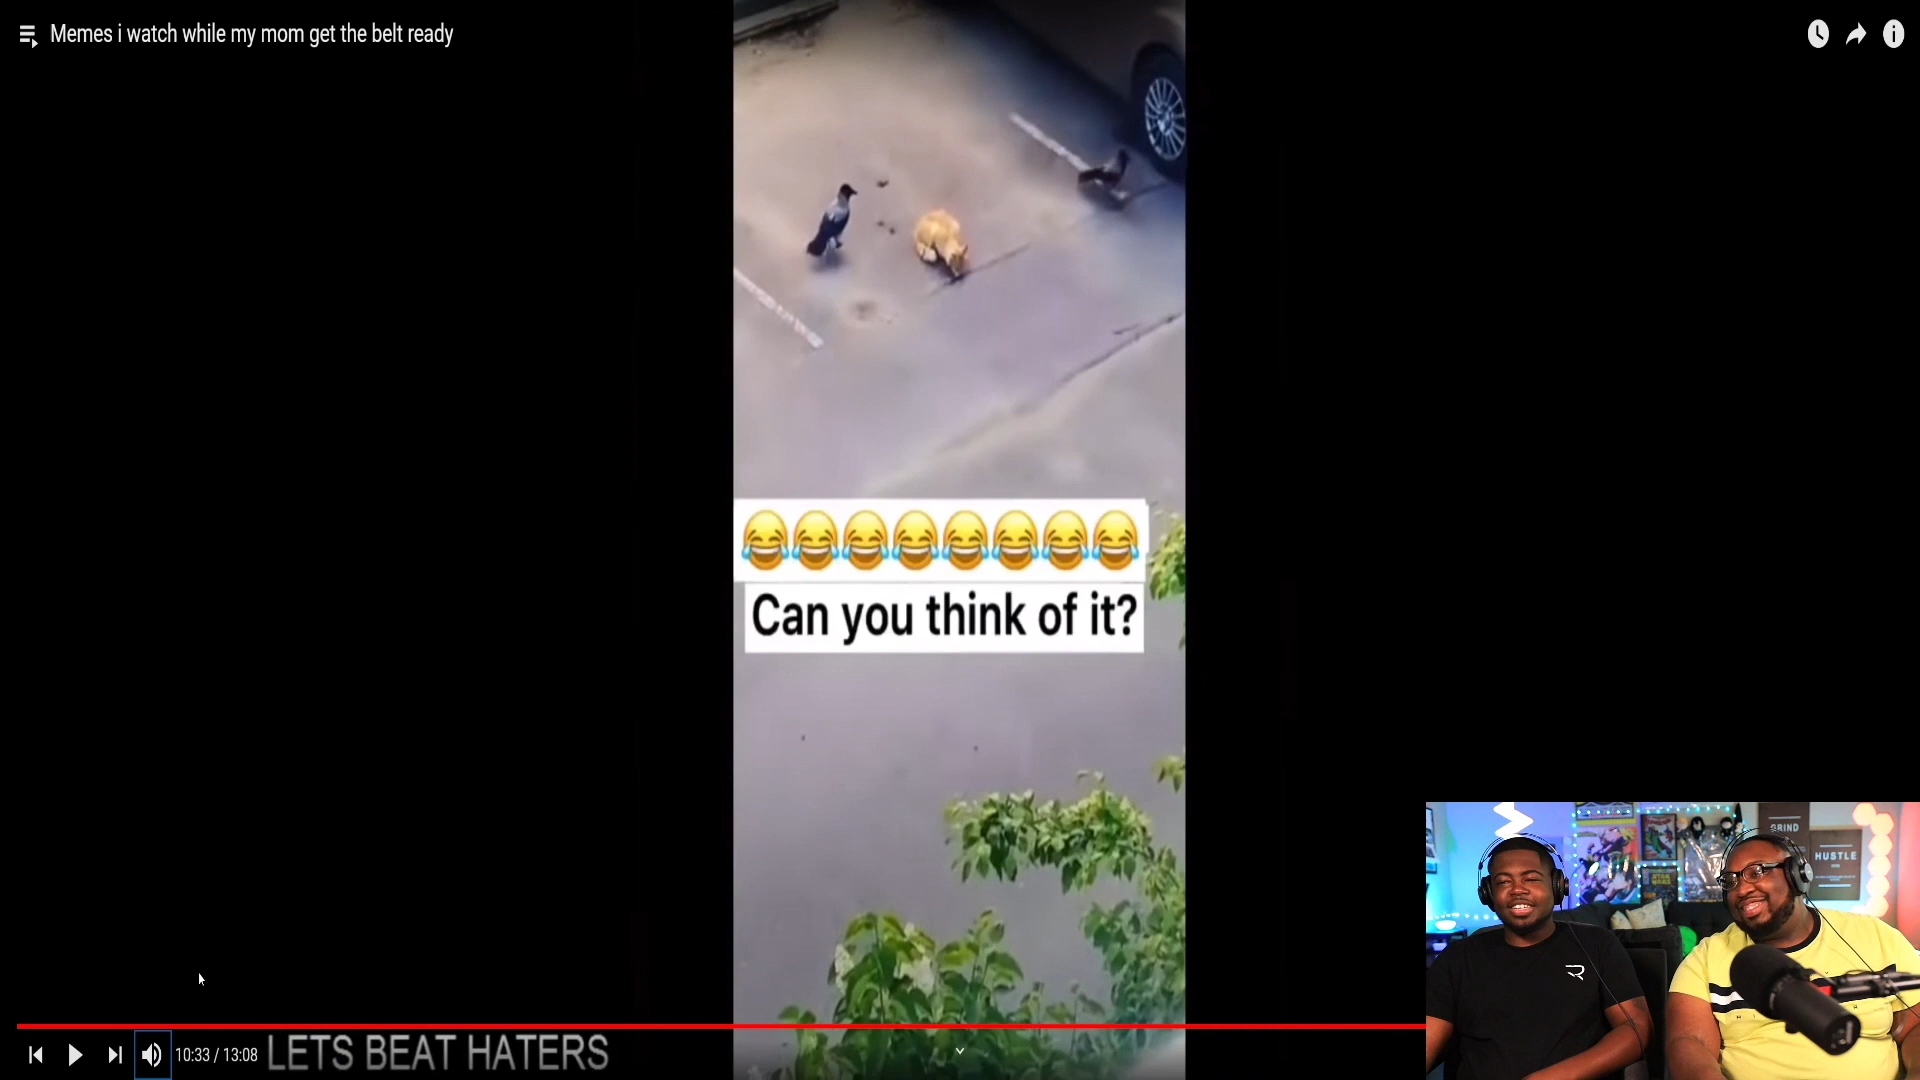 Memes i watch while my mom get the belt ready
😂😂😂😂😂😂😂😂
Can you think of it?
GRIND
HUSTLE
10:33 / 13:08
LETS BEAT HATERS